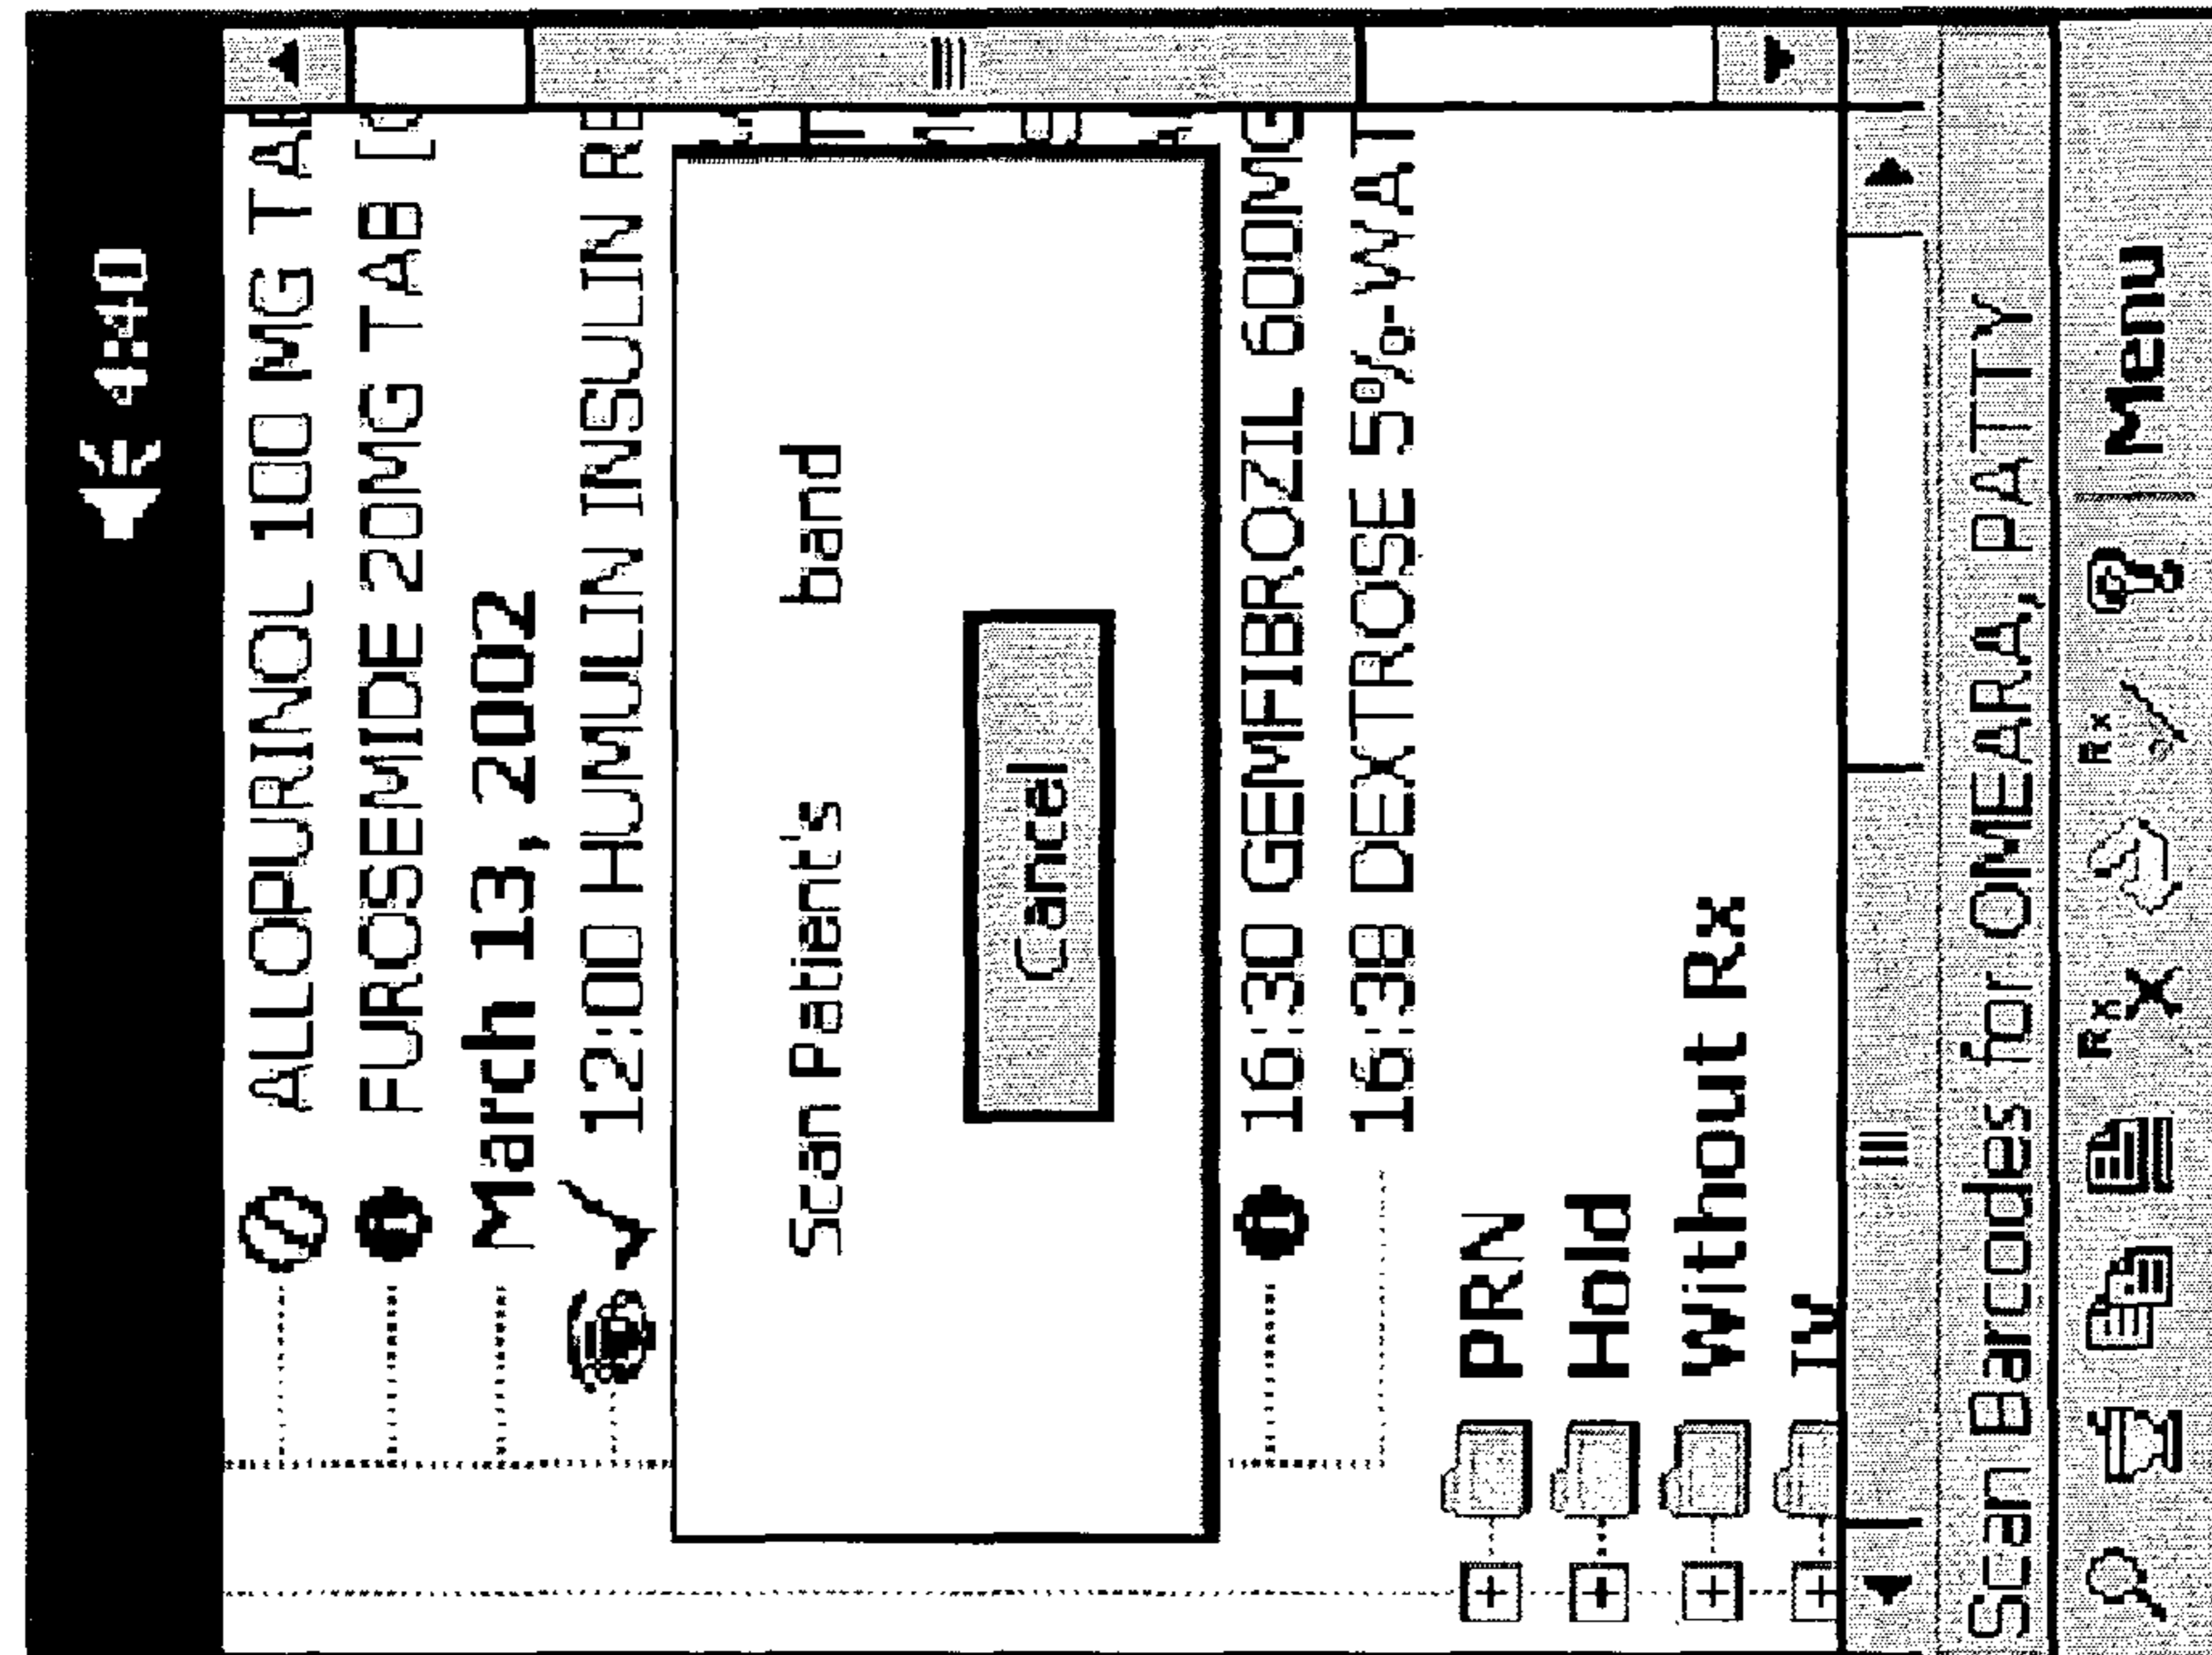 4:40
ALLOPURINOL 100 MG TAB
FUROSEMIDE 20MG TAB [
March 13, 2002
12:00 HUMULIN INSULIN RE
Scan Patient's band
Cancel
16:30 GEMFIBROZIL 600MG
16:38 DEXTROSE 5%-WAT
PRN
Hold
Without Rx
IV
Scan Barcodes for OMEARA, PATTY
Rx Rx Menu